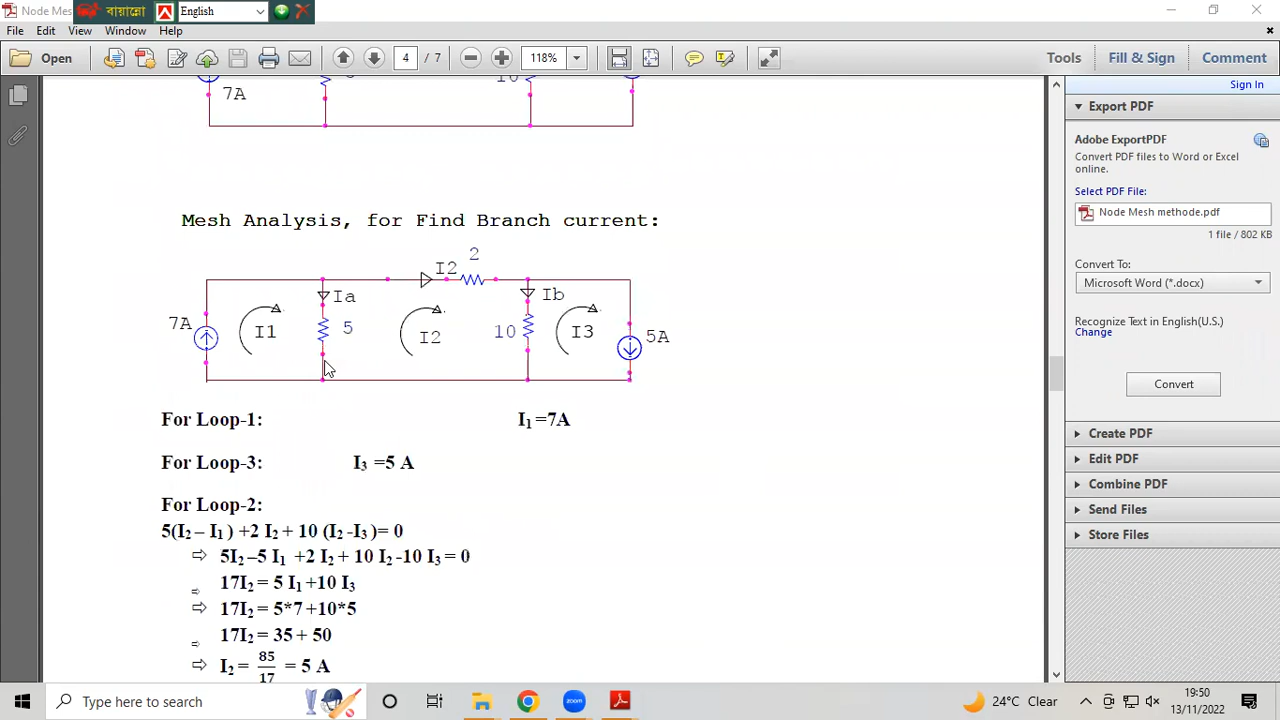 Node Mes
বায়ান্নো
English
File Edit View Window Help
Open
4 / 7
118%
Tools Fill & Sign Comment
Sign In
Export PDF
Adobe ExportPDF
Convert PDF files to Word or Excel
online.
Select PDF File:
Node Mesh methode.pdf
1 file / 802 KB
Convert To:
Microsoft Word (*.docx)
Recognize Text in English(U.S.)
Change
Convert
Create PDF
Edit PDF
Combine PDF
Send Files
Store Files
7A
10
Mesh Analysis, for Find Branch current:
2
I2
Ia
Ib
7A
I1
5
I2
10
I3
5A
For Loop-1: I₁ =7A
For Loop-3: I₃ =5 A
For Loop-2:
5(I₂ – I₁ ) +2 I₂ + 10 (I₂ -I₃ )= 0
⇨ 5I₂ –5 I₁ +2 I₂ + 10 I₂ -10 I₃ = 0
⇨ 17I₂ = 5 I₁ +10 I₃
⇨ 17I₂ = 5*7 +10*5
⇨ 17I₂ = 35 + 50
⇨ I₂ = 85/17 = 5 A
Type here to search
24°C Clear
19:50
13/11/2022